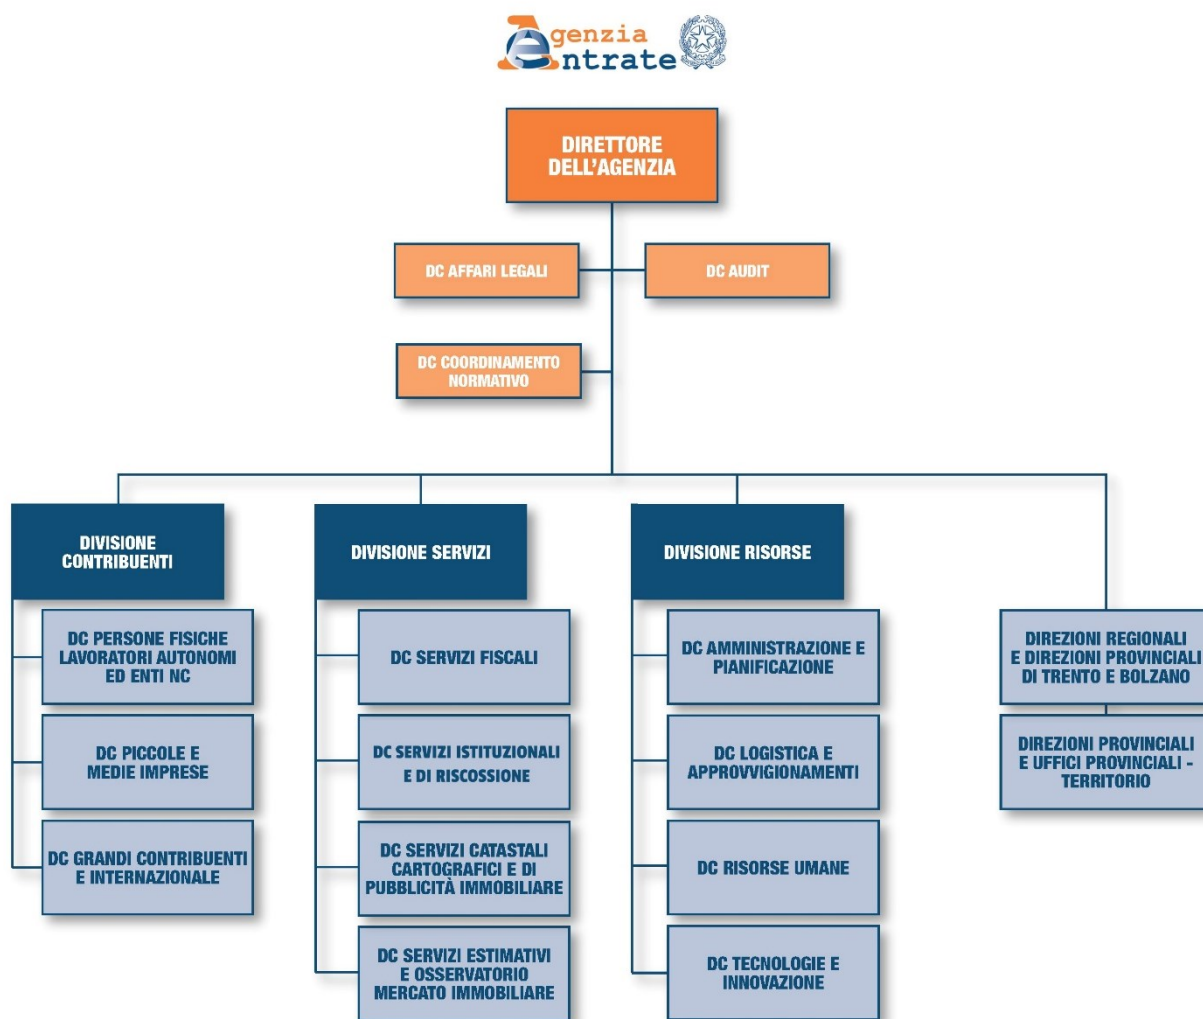 Agenzia
Entrate
DIRETTORE
DELL'AGENZIA
DC AFFARI LEGALI
DC AUDIT
DC COORDINAMENTO
NORMATIVO
DIVISIONE
CONTRIBUENTI
DC PERSONE FISICHE
LAVORATORI AUTONOMI
ED ENTI NC
DC PICCOLE E
MEDIE IMPRESE
DC GRANDI CONTRIBUENTI
E INTERNAZIONALE
DIVISIONE SERVIZI
DC SERVIZI FISCALI
DC SERVIZI ISTITUZIONALI
E DI RISCOSSIONE
DC SERVIZI CATASTALI
CARTOGRAFICI E DI
PUBBLICITÀ IMMOBILIARE
DC SERVIZI ESTIMATIVI
E OSSERVATORIO
MERCATO IMMOBILIARE
DIVISIONE RISORSE
DC AMMINISTRAZIONE E
PIANIFICAZIONE
DC LOGISTICA E
APPROVVIGIONAMENTI
DC RISORSE UMANE
DC TECNOLOGIE E
INNOVAZIONE
DIREZIONI REGIONALI
E DIREZIONI PROVINCIALI
DI TRENTO E BOLZANO
DIREZIONI PROVINCIALI
E UFFICI PROVINCIALI -
TERRITORIO